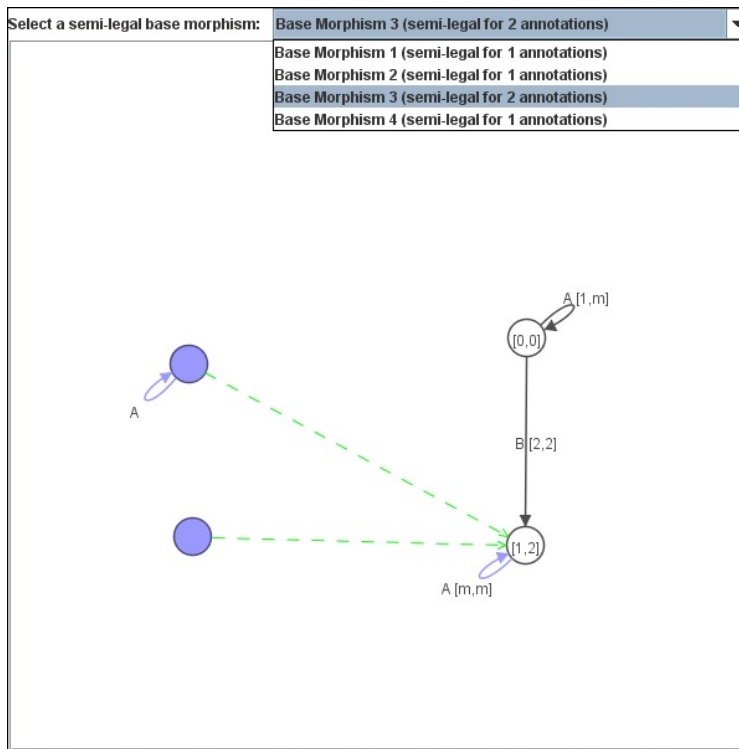 Select a semi-legal base morphism: Base Morphism 3 (semi-legal for 2 annotations)
Base Morphism 1 (semi-legal for 1 annotations)
Base Morphism 2 (semi-legal for 1 annotations)
Base Morphism 3 (semi-legal for 2 annotations)
Base Morphism 4 (semi-legal for 1 annotations)
A [1,m]
[0,0]
A
B [2,2]
[1,2]
A [m,m]